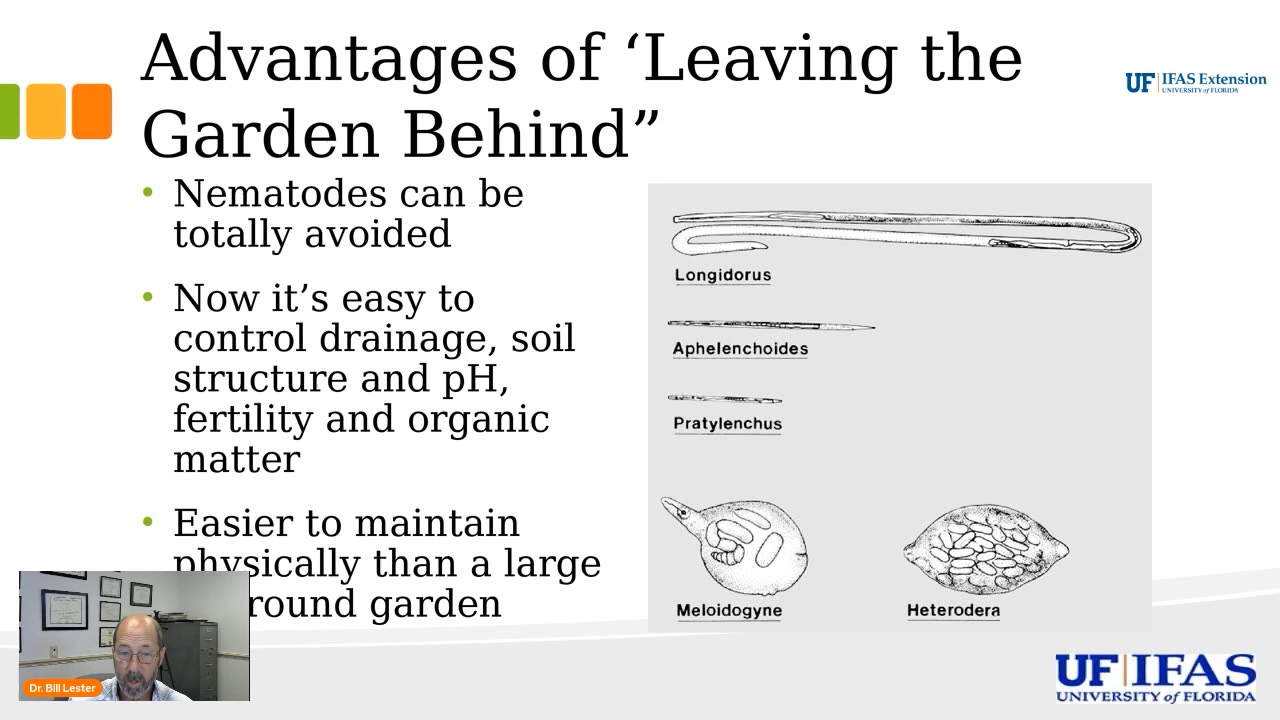 Advantages of ‘Leaving the
Garden Behind”
UF IFAS Extension
UNIVERSITY of FLORIDA
• Nematodes can be
totally avoided
• Now it’s easy to
control drainage, soil
structure and pH,
fertility and organic
matter
• Easier to maintain
physically than a large
round garden
Longidorus
Aphelenchoides
Pratylenchus
Meloidogyne
Heterodera
Dr. Bill Lester
UF IFAS
UNIVERSITY of FLORIDA